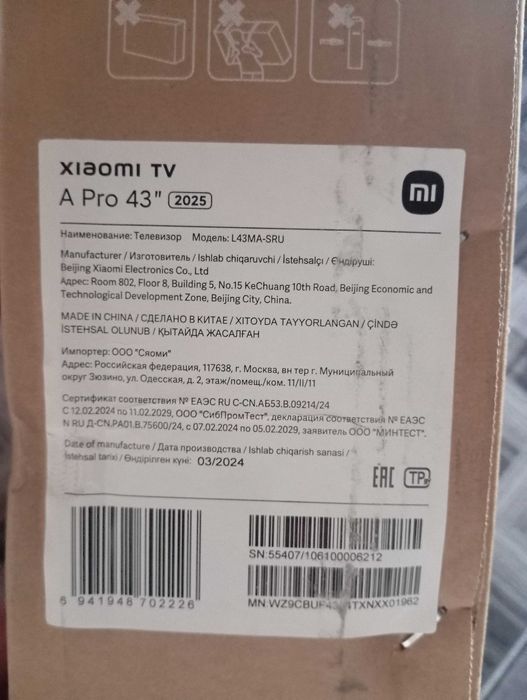 xiaomi TV
A Pro 43" 2025
mi
Наименование: Телевизор Модель: L43MA-SRU
Manufacturer / Изготовитель / Ishlab chiqaruvchi / İstehsalçı / Өндіруші:
Beijing Xiaomi Electronics Co., Ltd
Адрес: Room 802, Floor 8, Building 5, No.15 KeChuang 10th Road, Beijing Economic and
Technological Development Zone, Beijing City, China.
MADE IN CHINA / СДЕЛАНО В КИТАЕ / XITOYDA TAYYORLANGAN / ÇİNDƏ
İSTEHSAL OLUNUB / ҚЫТАЙДА ЖАСАЛҒАН
Импортер: ООО "Сяоми"
Адрес: Российская федерация, 117638, г. Москва, вн тер г. Муниципальный
округ Зюзино, ул. Одесская, д. 2, этаж/помещ./ком. 11/II/11
Сертификат соответствия № ЕАЭС RU C-CN.АБ53.В.09214/24
С 12.02.2024 по 11.02.2029, ООО "СибПромТест", декларация соответствия № ЕАЭС
N RU Д-CN.РА01.В.75600/24, с 07.02.2024 по 05.02.2029, заявитель ООО "МИНТЕСТ".
Date of manufacture / Дата производства / Ishlab chiqarish sanasi /
İstehsal tarixi / Өндірілген күні: 03/2024
EAC TP
SN:55407/106100006212
6 941948 702226
MN:WZ9CBUF43 TXNXX01962